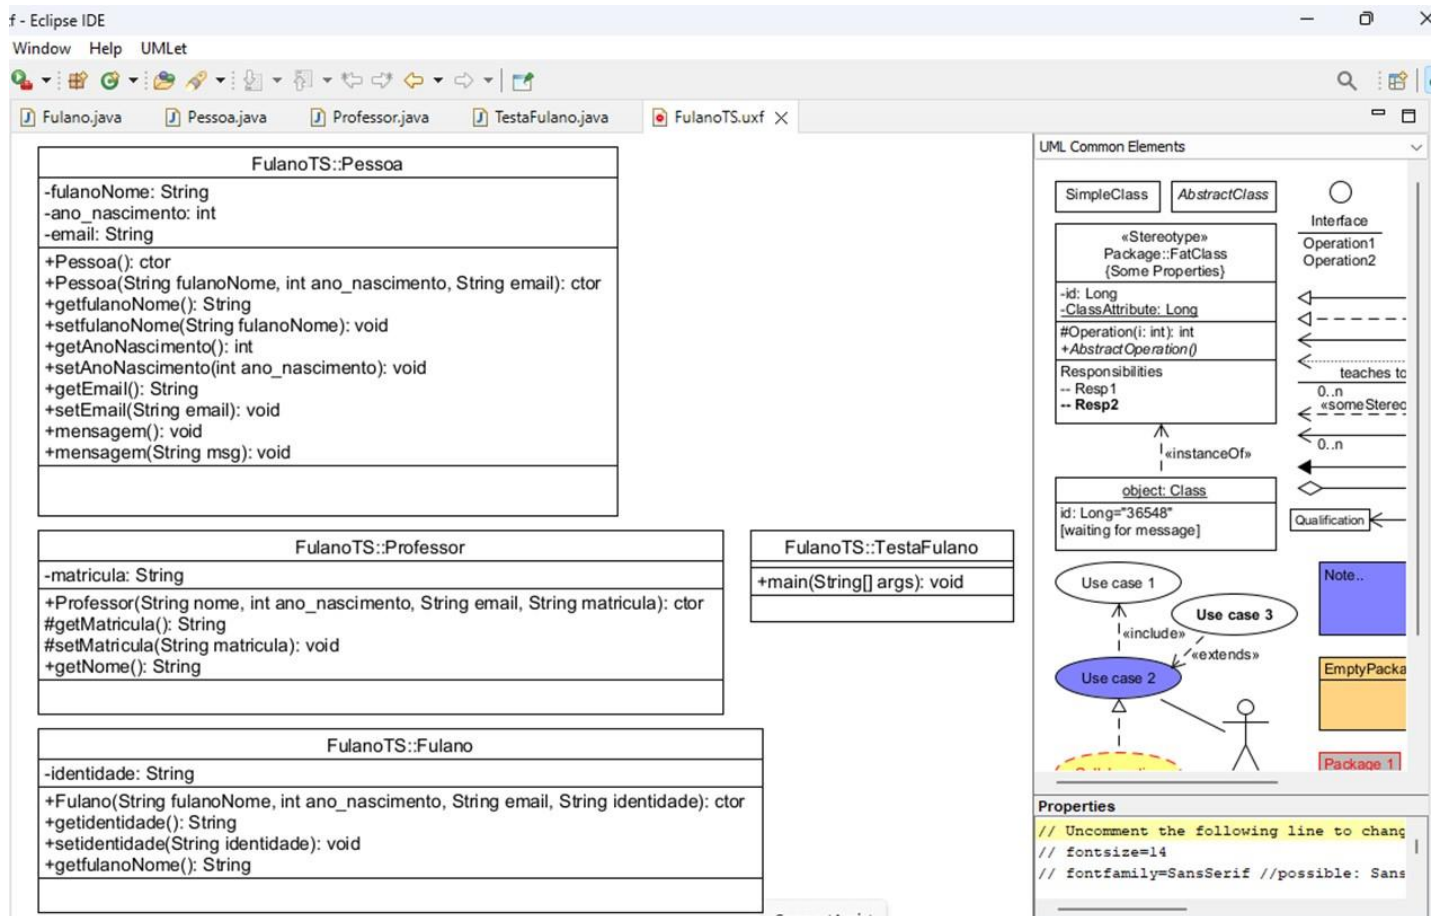 f - Eclipse IDE
Window Help UMLet
Fulano.java Pessoa.java Professor.java TestaFulano.java FulanoTS.uxf
FulanoTS::Pessoa
-fulanoNome: String
-ano_nascimento: int
-email: String
+Pessoa(): ctor
+Pessoa(String fulanoNome, int ano_nascimento, String email): ctor
+getfulanoNome(): String
+setfulanoNome(String fulanoNome): void
+getAnoNascimento(): int
+setAnoNascimento(int ano_nascimento): void
+getEmail(): String
+setEmail(String email): void
+mensagem(): void
+mensagem(String msg): void
FulanoTS::Professor
-matricula: String
+Professor(String nome, int ano_nascimento, String email, String matricula): ctor
#getMatricula(): String
#setMatricula(String matricula): void
+getNome(): String
FulanoTS::TestaFulano
+main(String[] args): void
FulanoTS::Fulano
-identidade: String
+Fulano(String fulanoNome, int ano_nascimento, String email, String identidade): ctor
+getidentidade(): String
+setidentidade(String identidade): void
+getfulanoNome(): String
UML Common Elements
SimpleClass
AbstractClass
Interface
Operation1
Operation2
«Stereotype»
Package::FatClass
{Some Properties}
-id: Long
-ClassAttribute: Long
#Operation(i: int): int
+AbstractOperation()
Responsibilities
-- Resp1
-- Resp2
teaches to
0..n
«someStereo
0..n
«instanceOf»
object: Class
id: Long="36548"
[waiting for message]
Qualification
Use case 1
Note..
Use case 3
«include»
«extends»
Use case 2
EmptyPacka
Package 1
Properties
// Uncomment the following line to chang
// fontsize=14
// fontfamily=SansSerif //possible: Sans